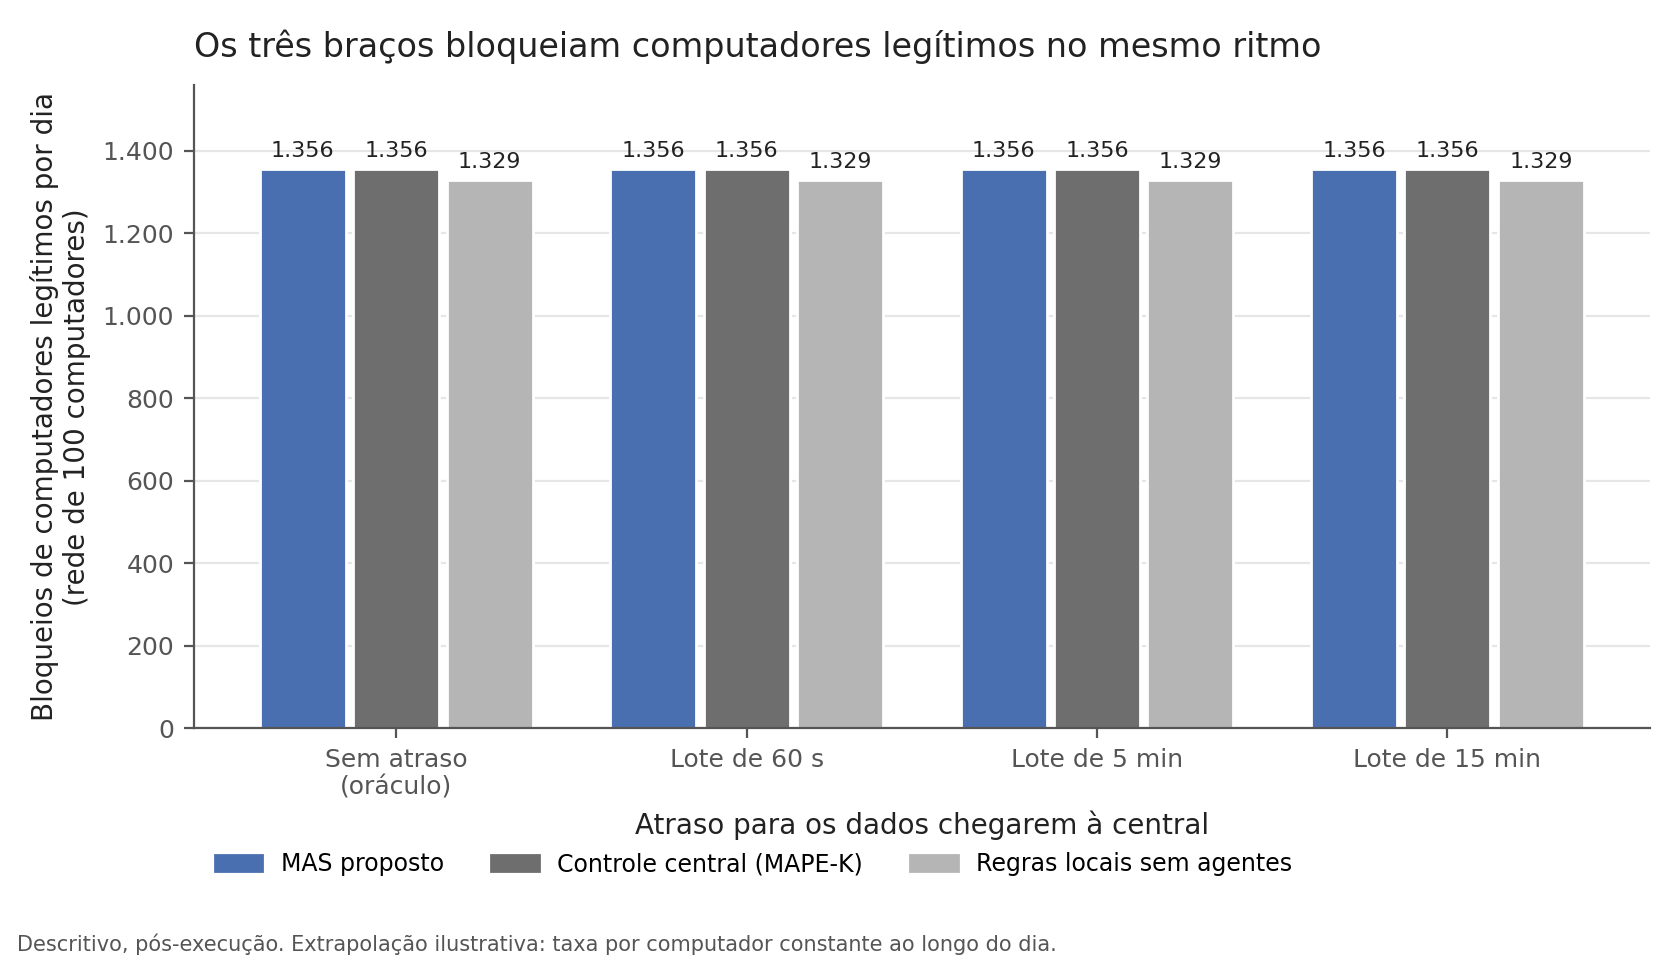 Os três braços bloqueiam computadores legítimos no mesmo ritmo
Bloqueios de computadores legítimos por dia
(rede de 100 computadores)
1.400
1.200
1.000
800
600
400
200
0
1.356 1.356 1.329 1.356 1.356 1.329 1.356 1.356 1.329 1.356 1.356 1.329
Sem atraso Lote de 60 s Lote de 5 min Lote de 15 min
(oráculo)
Atraso para os dados chegarem à central
MAS proposto Controle central (MAPE-K) Regras locais sem agentes
Descritivo, pós-execução. Extrapolação ilustrativa: taxa por computador constante ao longo do dia.